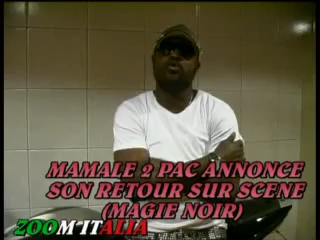 MAMALE 2 PAC ANNONCE
SON RETOUR SUR SCENE
(MAGIE NOIR)
ZOOM'ITALIA